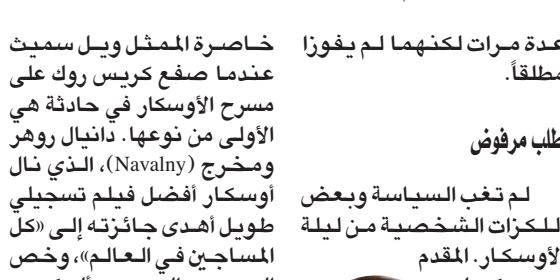 عدة مرات لكنهما لم يفوزا
مطلقاً.
طلب مرفوض
لم تغب السياسة وبعض
اللكزات الشخصية من ليلة
الأوسكار. المقدم
خاصرة الممثل ويل سميث
عندما صفع كريس روك على
مسرح الأوسكار في حادثة هي
الأولى من نوعها. دانيال روهر
ومخرج (Navalny)، الذي نال
أوسكار أفضل فيلم تسجيلي
طويل أهدى جائزته إلى «كل
المساجين في العالم»، وخص